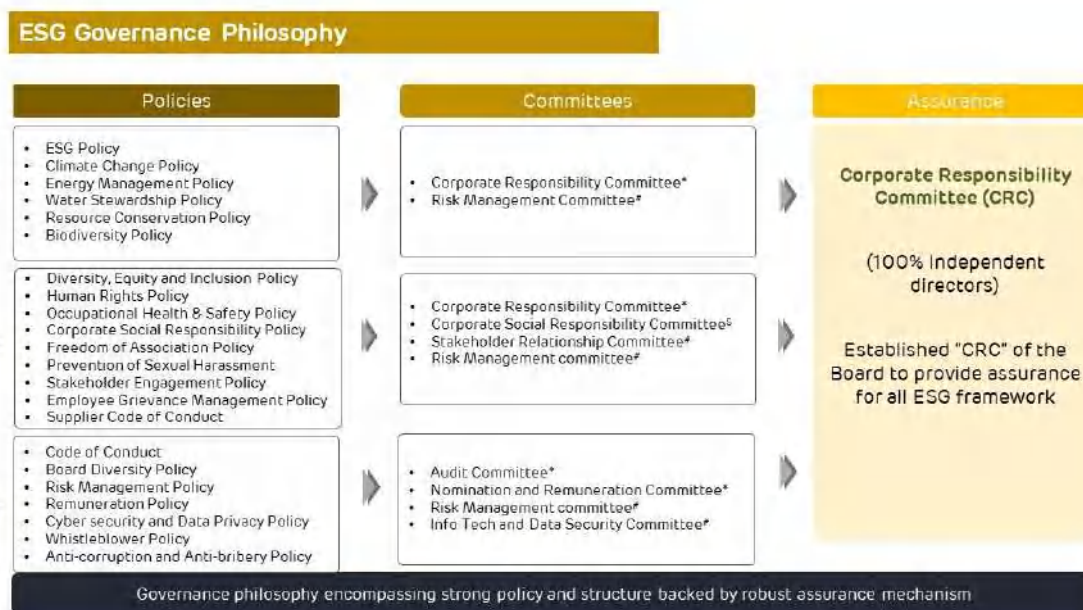 ESG Governance Philosophy
Policies
Committees
Assurance
• ESG Policy
• Climate Change Policy
• Energy Management Policy
• Water Stewardship Policy
• Resource Conservation Policy
• Biodiversity Policy
• Corporate Responsibility Committee*
• Risk Management Committee#
• Diversity, Equity and Inclusion Policy
• Human Rights Policy
• Occupational Health & Safety Policy
• Corporate Social Responsibility Policy
• Freedom of Association Policy
• Prevention of Sexual Harassment
• Stakeholder Engagement Policy
• Employee Grievance Management Policy
• Supplier Code of Conduct
• Corporate Responsibility Committee*
• Corporate Social Responsibility Committee$
• Stakeholder Relationship Committee#
• Risk Management committee#
• Code of Conduct
• Board Diversity Policy
• Risk Management Policy
• Remuneration Policy
• Cyber security and Data Privacy Policy
• Whistleblower Policy
• Anti-corruption and Anti-bribery Policy
• Audit Committee*
• Nomination and Remuneration Committee*
• Risk Management committee#
• Info Tech and Data Security Committee#
Corporate Responsibility
Committee (CRC)
(100% Independent
directors)
Established "CRC" of the
Board to provide assurance
for all ESG framework
Governance philosophy encompassing strong policy and structure backed by robust assurance mechanism